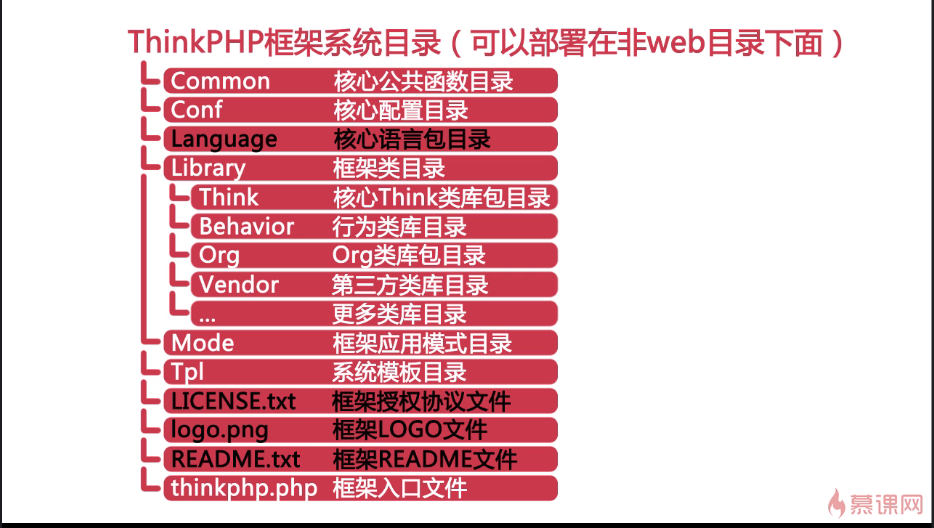 ThinkPHP框架系统目录（可以部署在非web目录下面）
Common 核心公共函数目录
Conf 核心配置目录
Language 核心语言包目录
Library 框架类目录
Think 核心Think类库包目录
Behavior 行为类库目录
Org Org类库包目录
Vendor 第三方类库目录
... 更多类库目录
Mode 框架应用模式目录
Tpl 系统模板目录
LICENSE.txt 框架授权协议文件
logo.png 框架LOGO文件
README.txt 框架README文件
thinkphp.php 框架入口文件
慕课网